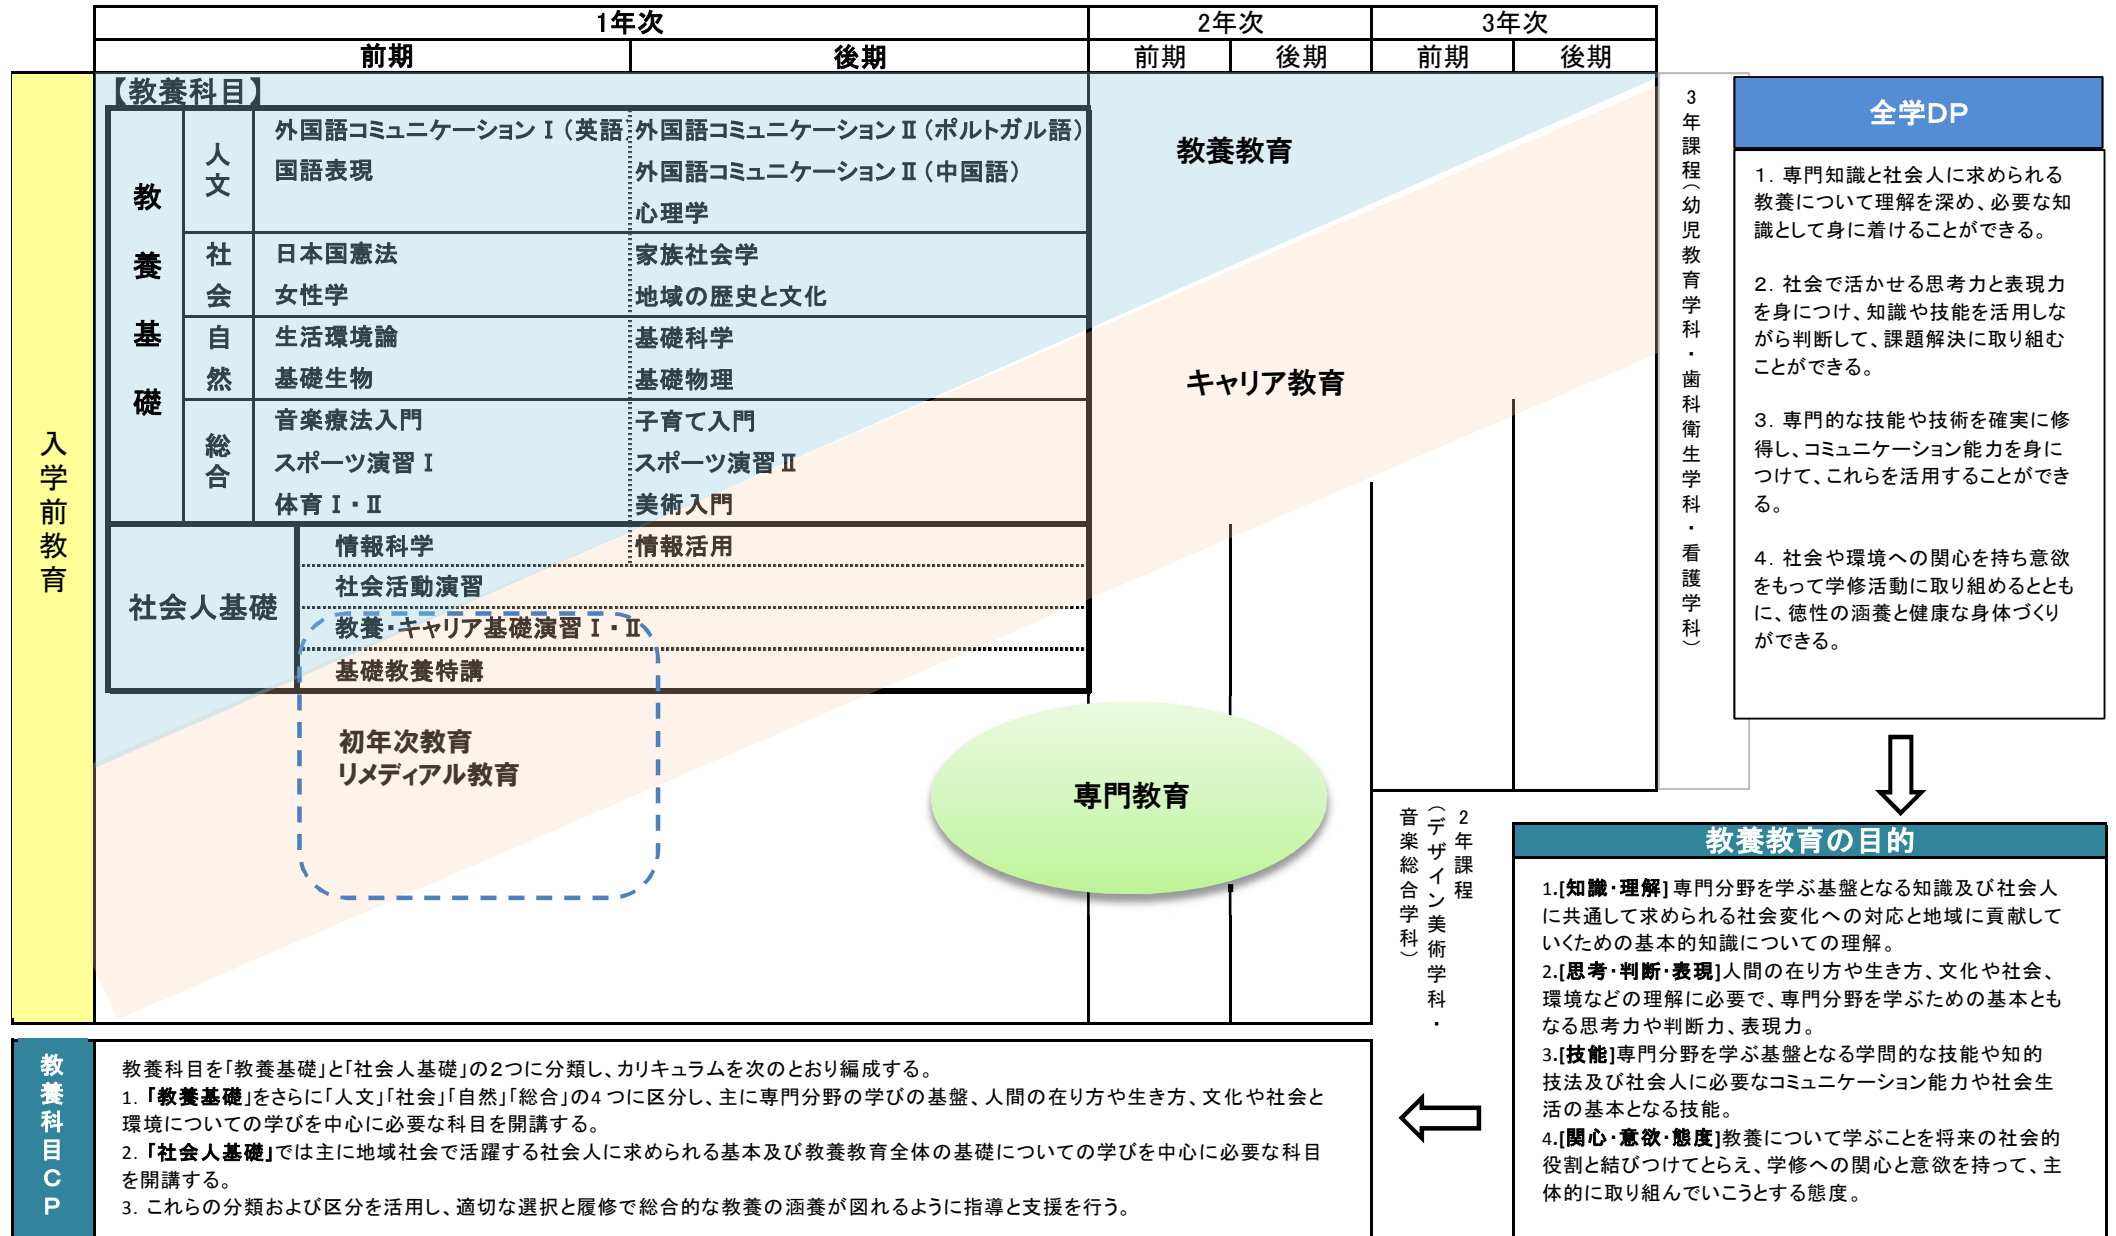 1年次
2年次
3年次
前期
後期
前期
後期
前期
後期
入学前教育
【教養科目】
教養基礎
人文
外国語コミュニケーションⅠ（英語
国語表現
外国語コミュニケーションⅡ（ポルトガル語）
外国語コミュニケーションⅡ（中国語）
心理学
社会
日本国憲法
女性学
家族社会学
地域の歴史と文化
自然
生活環境論
基礎生物
基礎科学
基礎物理
総合
音楽療法入門
スポーツ演習Ⅰ
体育Ⅰ・Ⅱ
子育て入門
スポーツ演習Ⅱ
美術入門
社会人基礎
情報科学
情報活用
社会活動演習
教養・キャリア基礎演習Ⅰ・Ⅱ
基礎教養特講
初年次教育
リメディアル教育
教養教育
キャリア教育
専門教育
3年課程（幼児教育学科・歯科衛生学科・看護学科）
2年課程
（デザイン美術学科・
音楽総合学科）
全学DP
1．専門知識と社会人に求められる
教養について理解を深め、必要な知
識として身に着けることができる。
2．社会で活かせる思考力と表現力
を身につけ、知識や技能を活用しな
がら判断して、課題解決に取り組む
ことができる。
3．専門的な技能や技術を確実に修
得し、コミュニケーション能力を身に
つけて、これらを活用することができ
る。
4．社会や環境への関心を持ち意欲
をもって学修活動に取り組めるととも
に、徳性の涵養と健康な身体づくり
ができる。
教養教育の目的
1.[知識・理解] 専門分野を学ぶ基盤となる知識及び社会人
に共通して求められる社会変化への対応と地域に貢献して
いくための基本的知識についての理解。
2.[思考・判断・表現]人間の在り方や生き方、文化や社会、
環境などの理解に必要で、専門分野を学ぶための基本とも
なる思考力や判断力、表現力。
3.[技能]専門分野を学ぶ基盤となる学問的な技能や知的
技法及び社会人に必要なコミュニケーション能力や社会生
活の基本となる技能。
4.[関心・意欲・態度]教養について学ぶことを将来の社会的
役割と結びつけてとらえ、学修への関心と意欲を持って、主
体的に取り組んでいこうとする態度。
教養科目CP
教養科目を「教養基礎」と「社会人基礎」の2つに分類し、カリキュラムを次のとおり編成する。
1. 「教養基礎」をさらに「人文」「社会」「自然」「総合」の4つに区分し、主に専門分野の学びの基盤、人間の在り方や生き方、文化や社会と
環境についての学びを中心に必要な科目を開講する。
2. 「社会人基礎」では主に地域社会で活躍する社会人に求められる基本及び教養教育全体の基礎についての学びを中心に必要な科目
を開講する。
3. これらの分類および区分を活用し、適切な選択と履修で総合的な教養の涵養が図れるように指導と支援を行う。